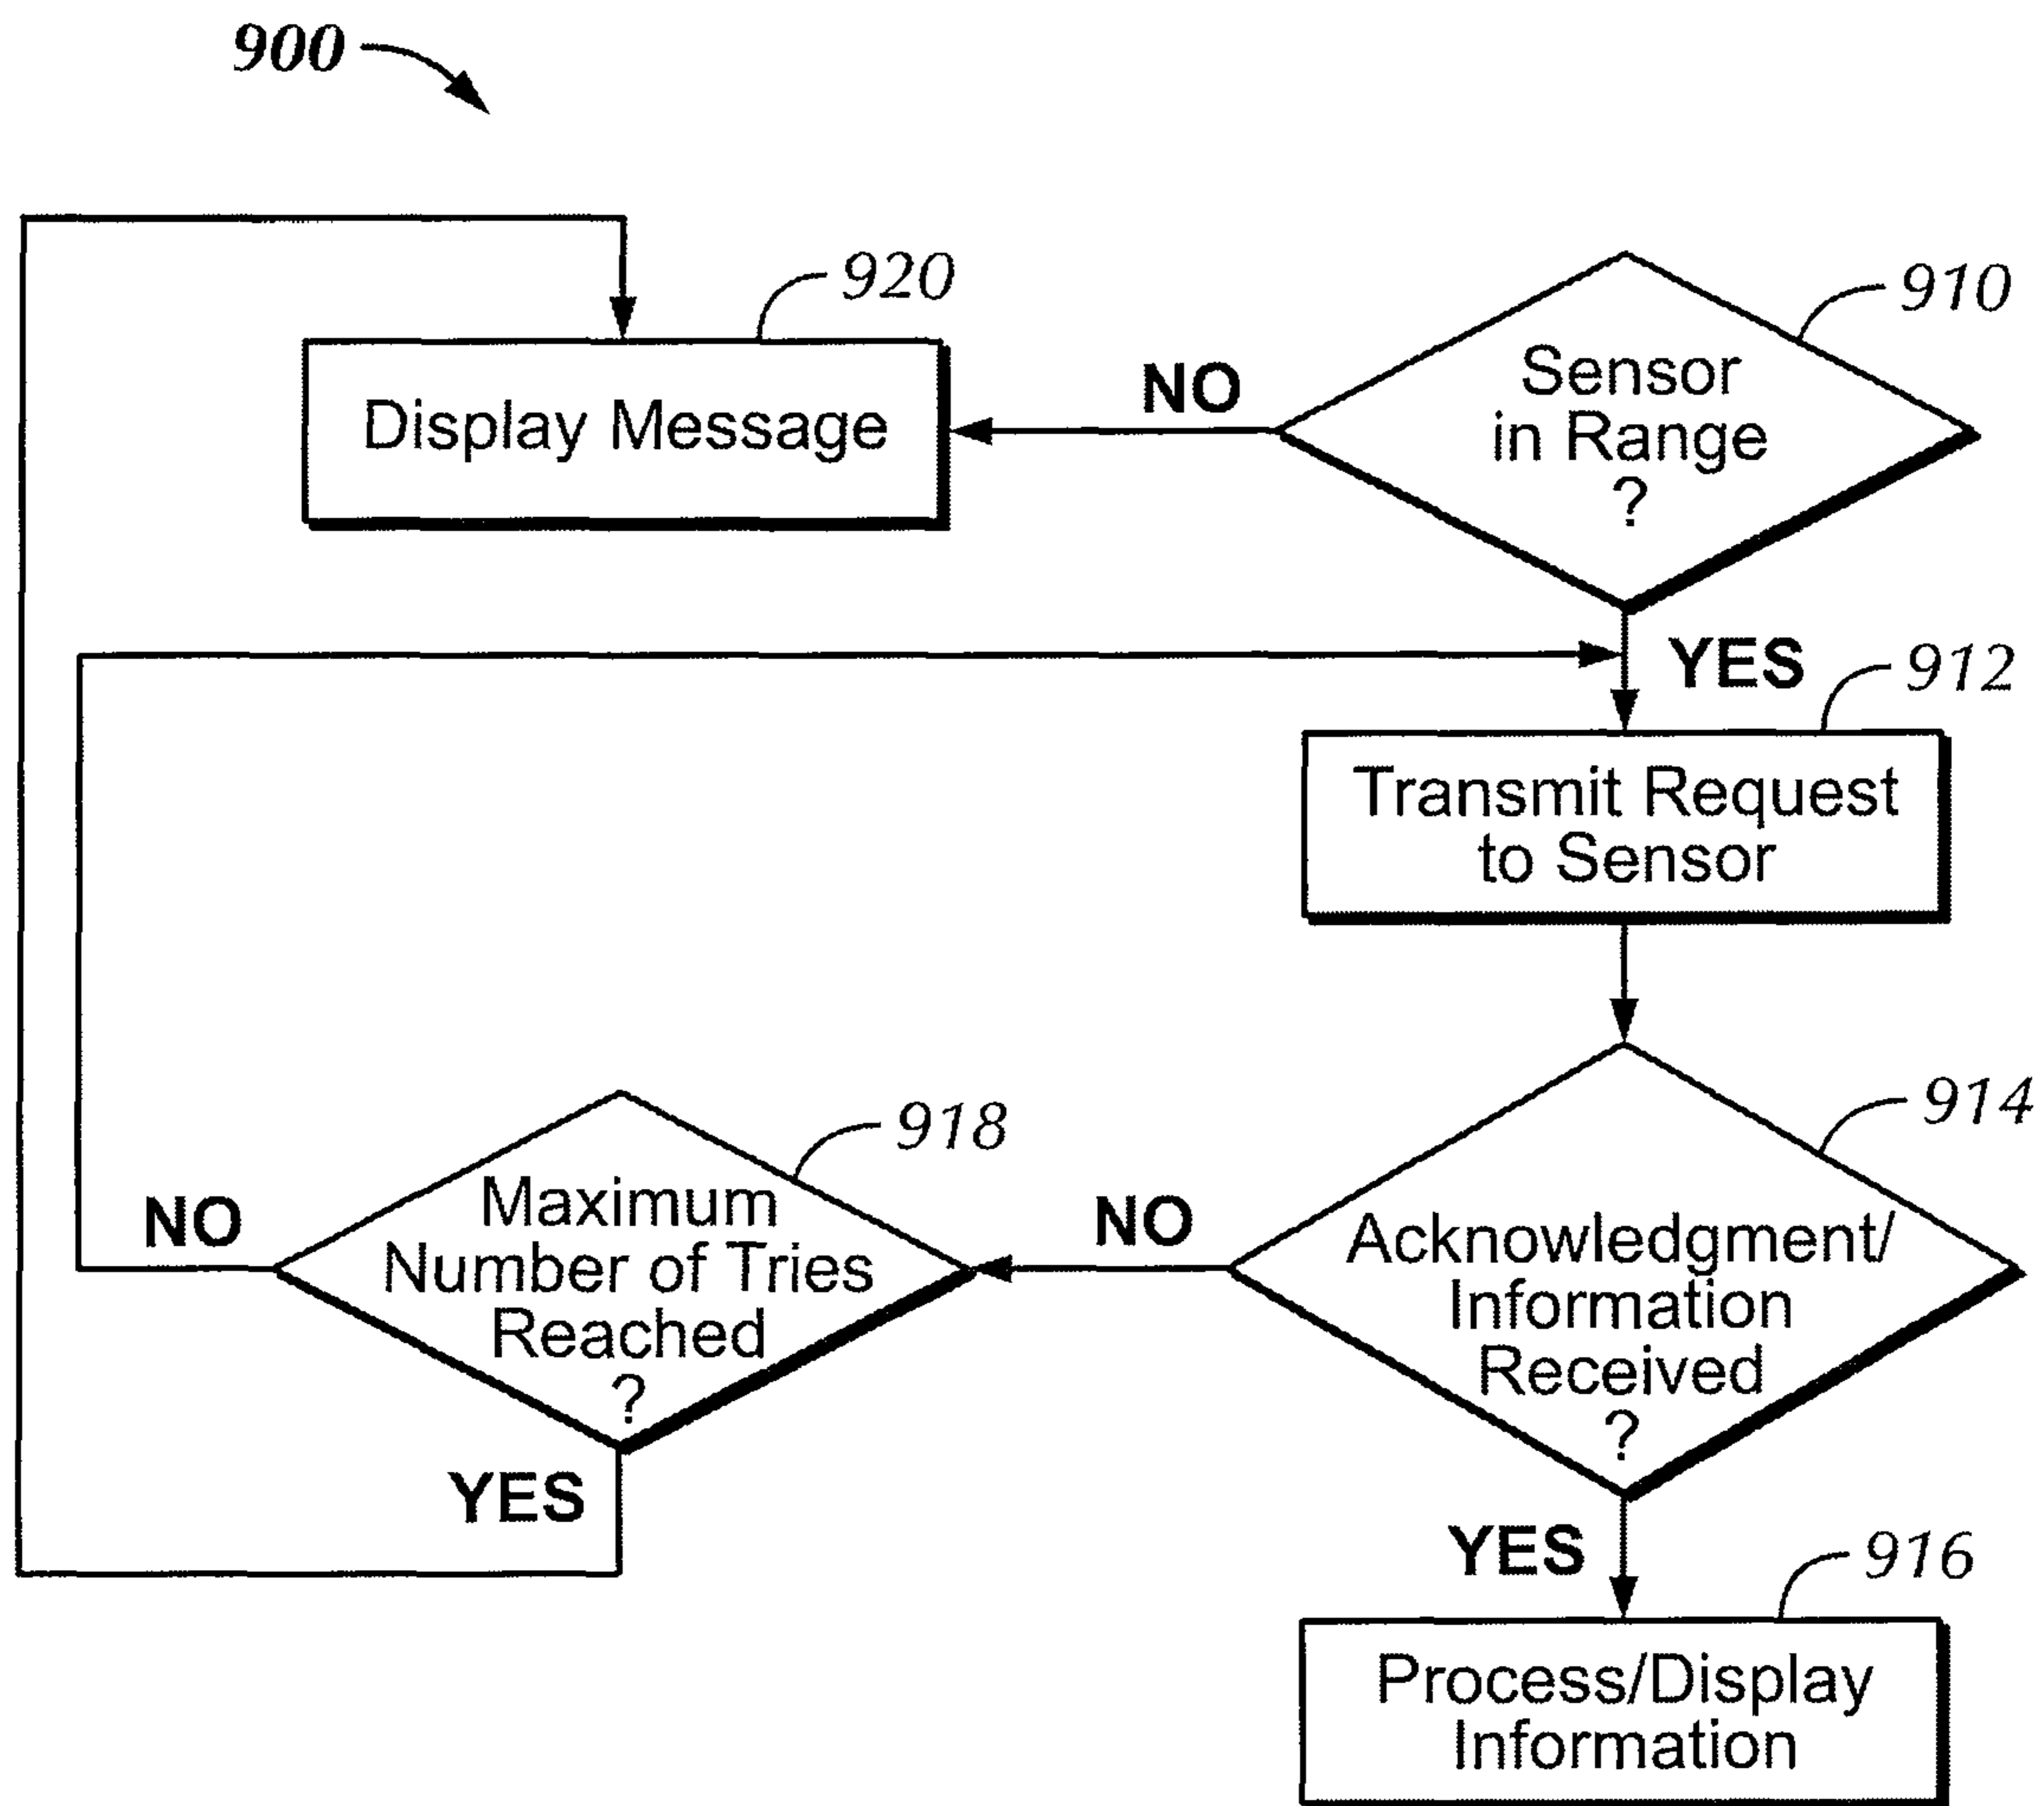 900
920
910
Sensor
in Range
?
NO
Display Message
YES
912
Transmit Request
to Sensor
914
918
Acknowledgment/
Information
Received
?
NO
Maximum
Number of Tries
Reached
?
NO
YES
YES
916
Process/Display
Information